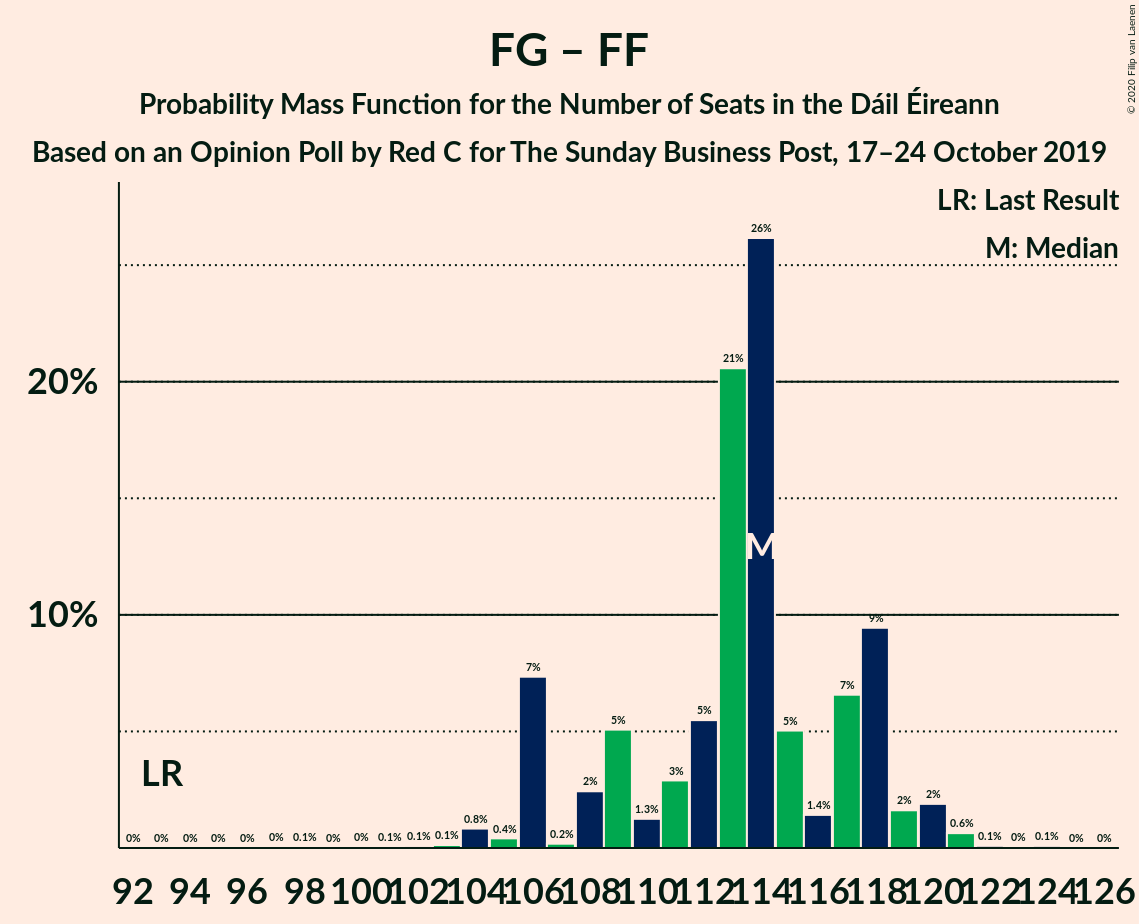 © 2020 Filip van Laenen
FG – FF
Probability Mass Function for the Number of Seats in the Dáil Éireann
Based on an Opinion Poll by Red C for The Sunday Business Post, 17–24 October 2019
LR: Last Result
M: Median
26%
21%
20%
M
10%
9%
7%
7%
5%
5%
5%
3%
2%
2%
2%
LR
1.3%
1.4%
0.8%
0.4%
0.2%
0.6%
0% 0% 0% 0% 0% 0% 0.1% 0% 0% 0.1% 0.1% 0.1% 0.1% 0% 0.1% 0% 0%
92 94 96 98 100 102 104 106 108 110 112 114 116 118 120 122 124 126